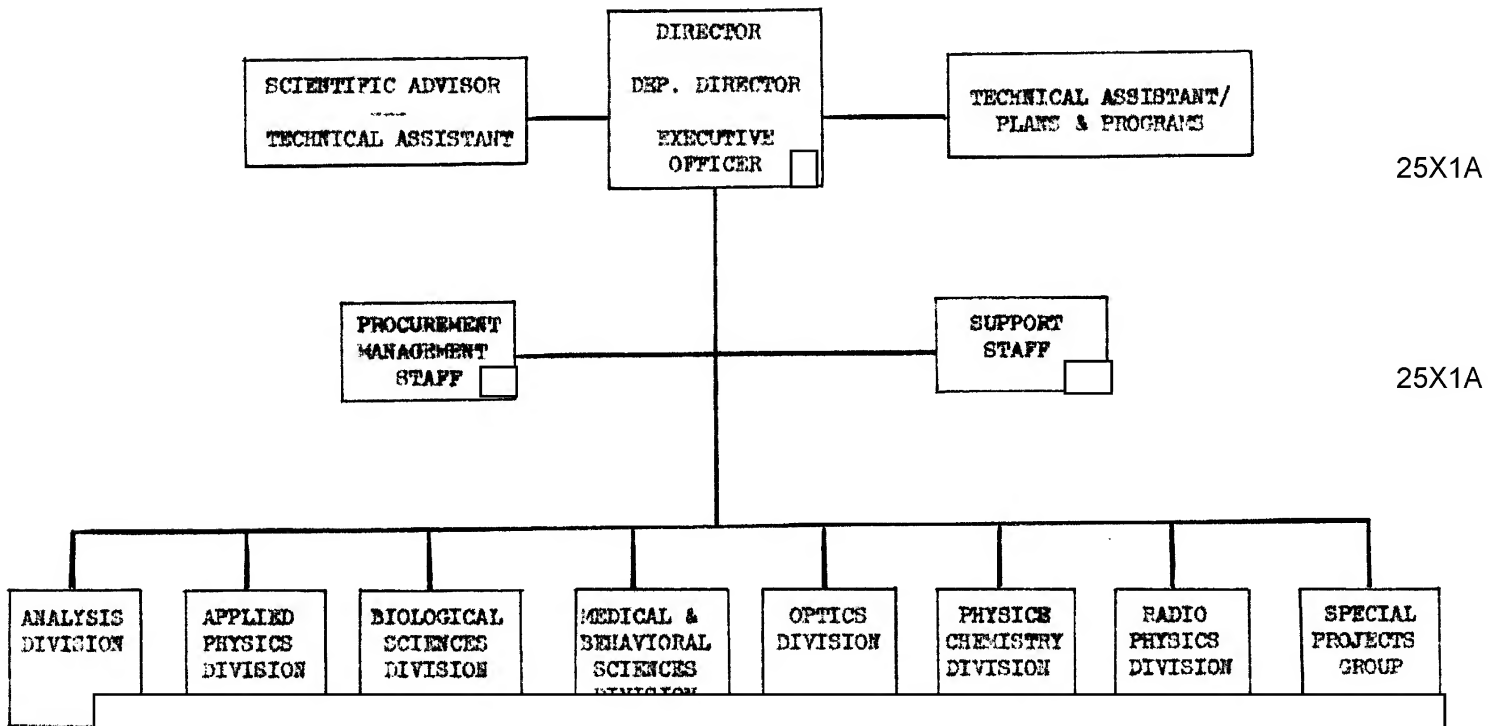 DIRECTOR
DEP. DIRECTOR
EXECUTIVE
OFFICER
SCIENTIFIC ADVISOR
TECHNICAL ASSISTANT
TECHNICAL ASSISTANT/
PLANS & PROGRAMS
25X1A
PROCUREMENT
MANAGEMENT
STAFF
SUPPORT
STAFF
25X1A
ANALYSIS
DIVISION
APPLIED
PHYSICS
DIVISION
BIOLOGICAL
SCIENCES
DIVISION
MEDICAL &
BEHAVIORAL
SCIENCES
DIVISION
OPTICS
DIVISION
PHYSICS
CHEMISTRY
DIVISION
RADIO
PHYSICS
DIVISION
SPECIAL
PROJECTS
GROUP